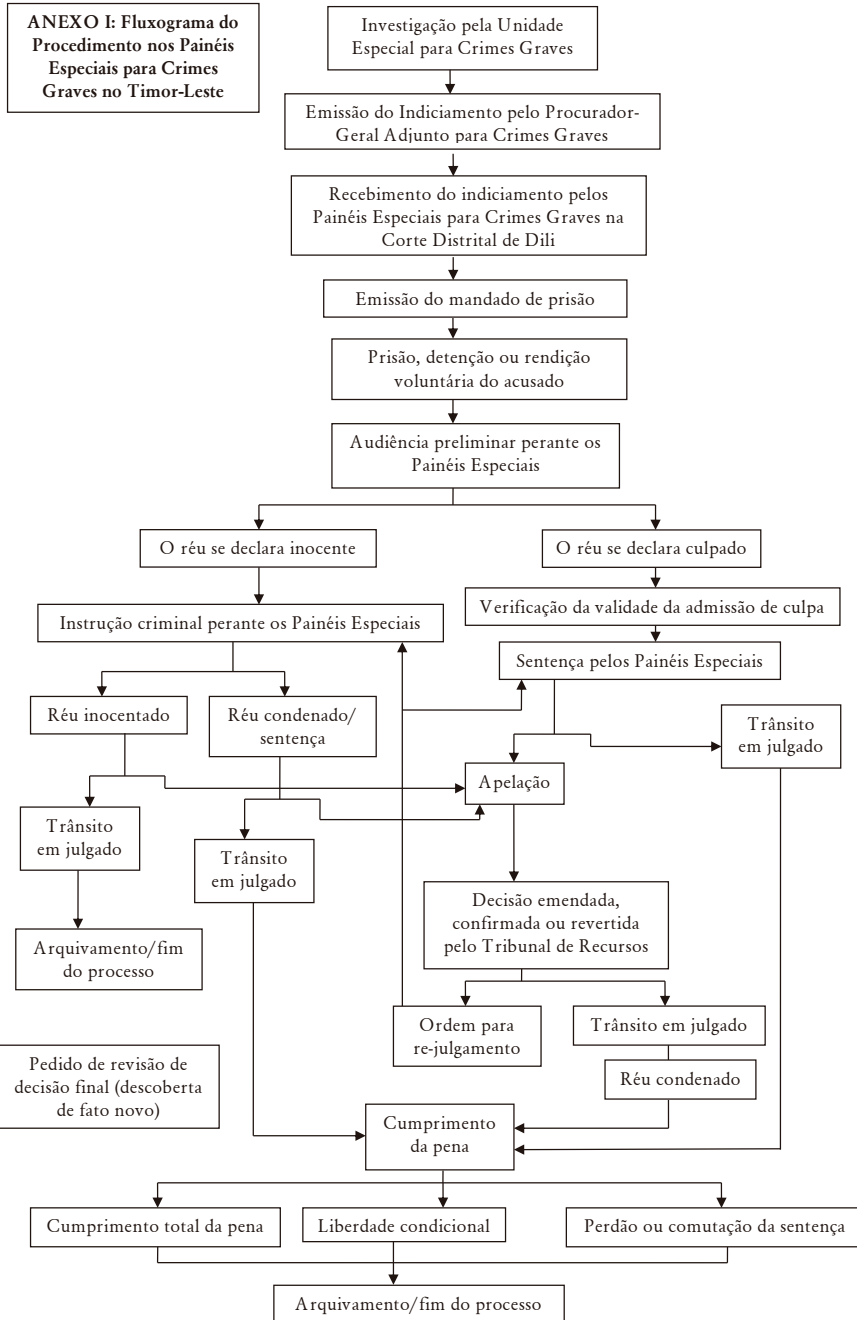 ANEXO I: Fluxograma do
Procedimento nos Painéis
Especiais para Crimes
Graves no Timor-Leste
Investigação pela Unidade
Especial para Crimes Graves
Emissão do Indiciamento pelo Procurador-
Geral Adjunto para Crimes Graves
Recebimento do indiciamento pelos
Painéis Especiais para Crimes Graves na
Corte Distrital de Dili
Emissão do mandado de prisão
Prisão, detenção ou rendição
voluntária do acusado
Audiência preliminar perante os
Painéis Especiais
O réu se declara inocente
O réu se declara culpado
Verificação da validade da admissão de culpa
Instrução criminal perante os Painéis Especiais
Sentença pelos Painéis Especiais
Réu inocentado
Réu condenado/
sentença
Trânsito
em julgado
Apelação
Trânsito
em julgado
Trânsito
em julgado
Decisão emendada,
confirmada ou revertida
pelo Tribunal de Recursos
Arquivamento/fim
do processo
Ordem para
re-julgamento
Trânsito em julgado
Réu condenado
Pedido de revisão de
decisão final (descoberta
de fato novo)
Cumprimento
da pena
Cumprimento total da pena
Liberdade condicional
Perdão ou comutação da sentença
Arquivamento/fim do processo